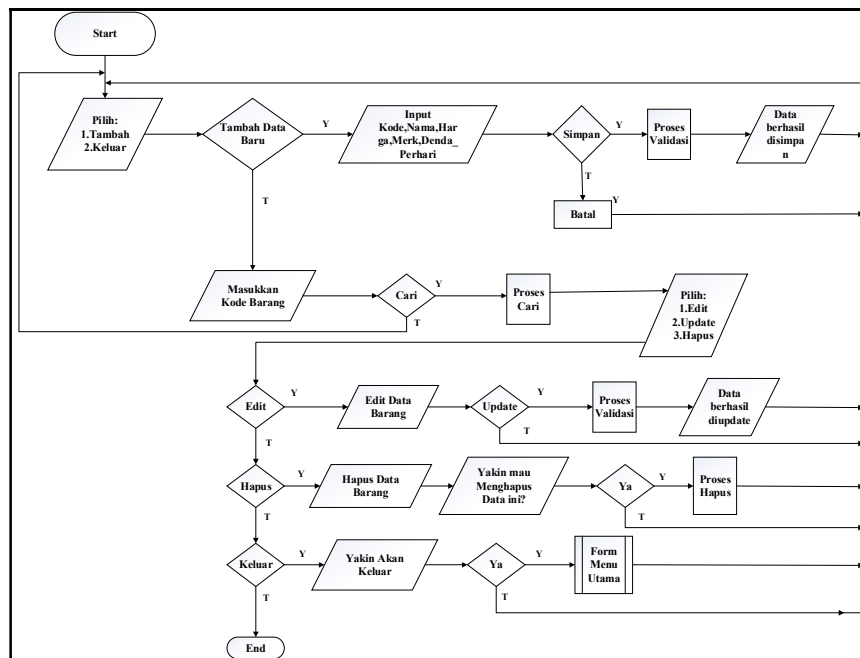 Start
Pilih:
1.Tambah
2.Keluar
Tambah Data
Baru
Y
T
Input
Kode,Nama,Har
ga,Merk,Denda_
Perhari
Simpan
Y
T
Proses
Validasi
Data
berhasil
disimpa
n
Batal
Y
Masukkan
Kode Barang
Cari
Y
T
Proses
Cari
Pilih:
1.Edit
2.Update
3.Hapus
Edit
Y
T
Edit Data
Barang
Update
Y
T
Proses
Validasi
Data
berhasil
diupdate
Hapus
Y
T
Hapus Data
Barang
Yakin mau
Menghapus
Data ini?
Ya
Y
T
Proses
Hapus
Keluar
Y
T
Yakin Akan
Keluar
Ya
Y
T
Form
Menu
Utama
End